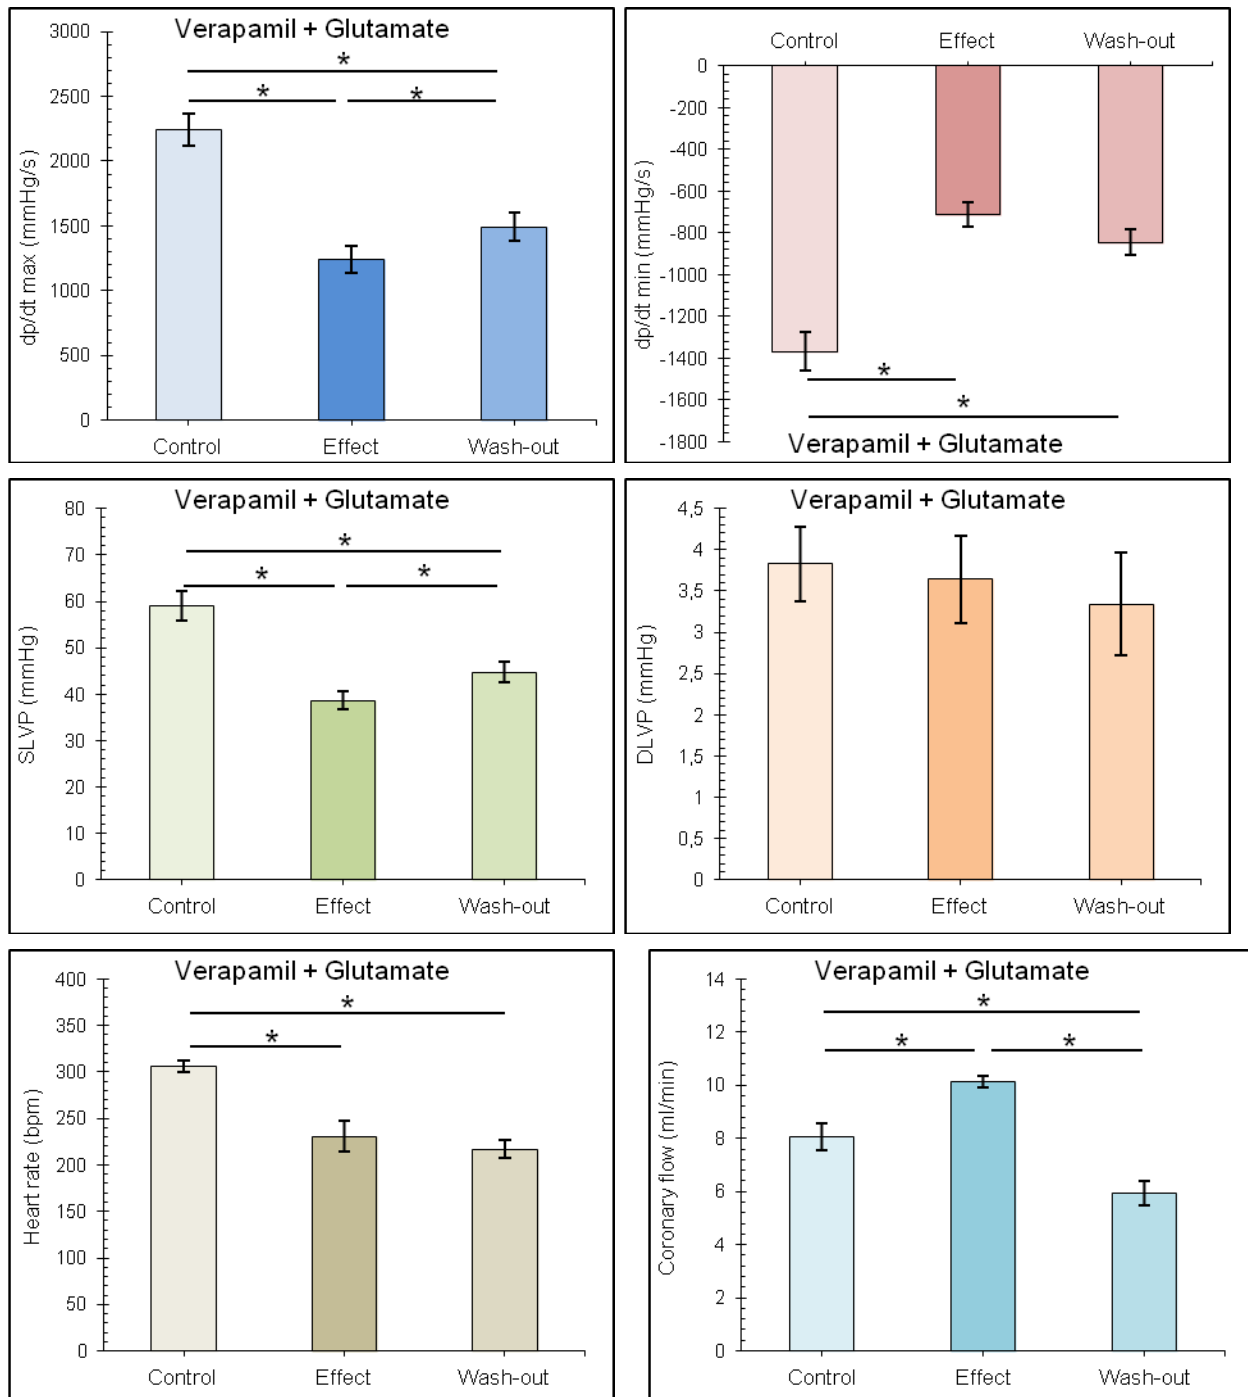 Verapamil + Glutamate
dp/dt max (mmHg/s)
3000
2500
2000
1500
1000
500
0
*
*
*
Control
Effect
Wash-out
Control
Effect
Wash-out
dp/dt min (mmHg/s)
0
-200
-400
-600
-800
-1000
-1200
-1400
-1600
-1800
*
*
Verapamil + Glutamate
Verapamil + Glutamate
SLVP (mmHg)
80
70
60
50
40
30
20
10
0
*
*
*
Control
Effect
Wash-out
Verapamil + Glutamate
DLVP (mmHg)
4,5
4
3,5
3
2,5
2
1,5
1
0,5
0
Control
Effect
Wash-out
Verapamil + Glutamate
Heart rate (bpm)
400
350
300
250
200
150
100
50
0
*
*
Control
Effect
Wash-out
Verapamil + Glutamate
Coronary flow (ml/min)
14
12
10
8
6
4
2
0
*
*
*
Control
Effect
Wash-out